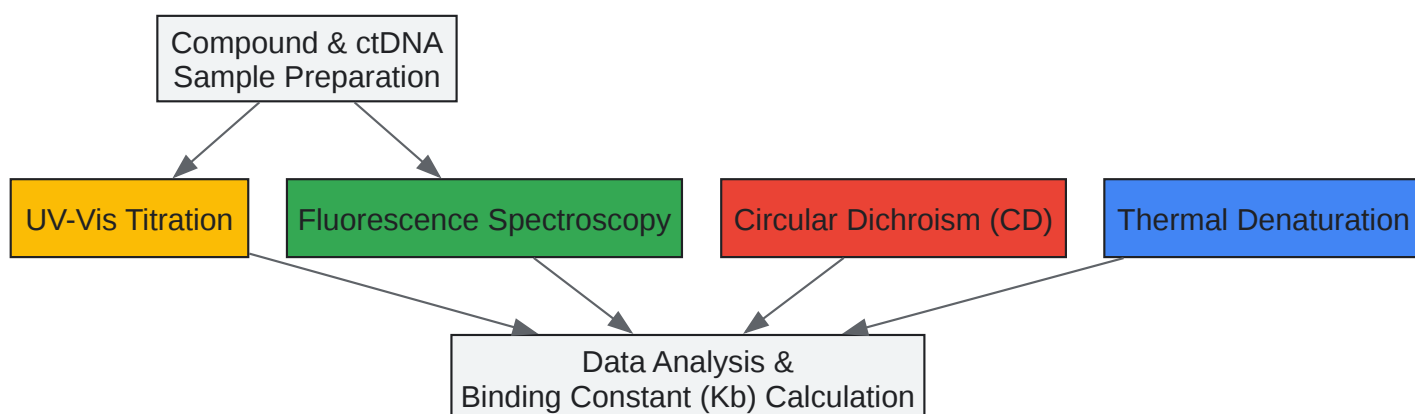 Compound & ctDNA
Sample Preparation
UV-Vis Titration
Fluorescence Spectroscopy
Circular Dichroism (CD)
Thermal Denaturation
Data Analysis &
Binding Constant (Kb) Calculation